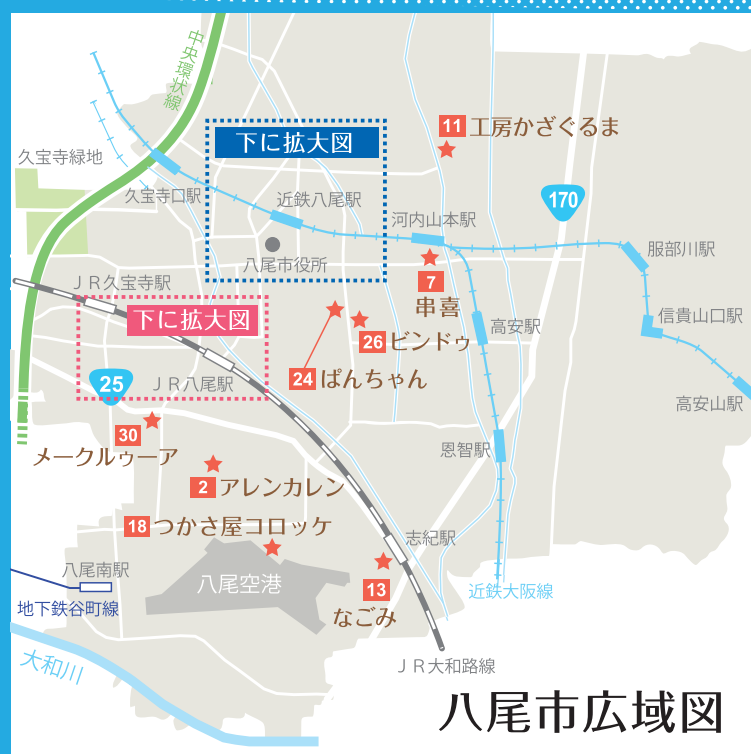 中央環状線
11 工房かざぐるま
下に拡大図
久宝寺緑地
久宝寺口駅
近鉄八尾駅
170
河内山本駅
服部川駅
八尾市役所
JR久宝寺駅
7
串喜
信貴山口駅
下に拡大図
高安駅
26 ビンドゥ
24 ぱんちゃん
25
JR八尾駅
高安山駅
30
メークルゥーア
恩智駅
2 アレンカレン
18 つかさ屋コロッケ
志紀駅
八尾南駅
八尾空港
13
なごみ
近鉄大阪線
地下鉄谷町線
大和川
JR大和路線
八尾市広域図